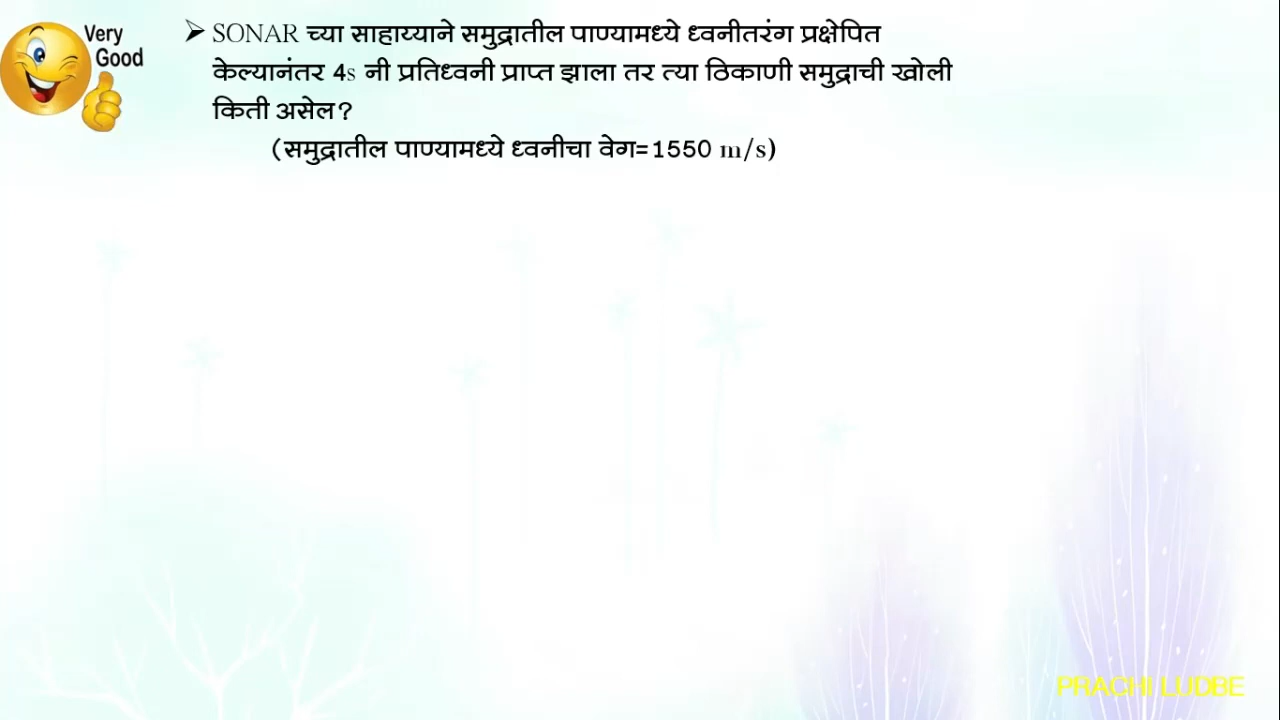 Very
Good
➢ SONAR च्या साहाय्याने समुद्रातील पाण्यामध्ये ध्वनीतरंग प्रक्षेपित
केल्यानंतर 4s नी प्रतिध्वनी प्राप्त झाला तर त्या ठिकाणी समुद्राची खोली
किती असेल?
(समुद्रातील पाण्यामध्ये ध्वनीचा वेग=1550 m/s)
PRACHI LUDBE